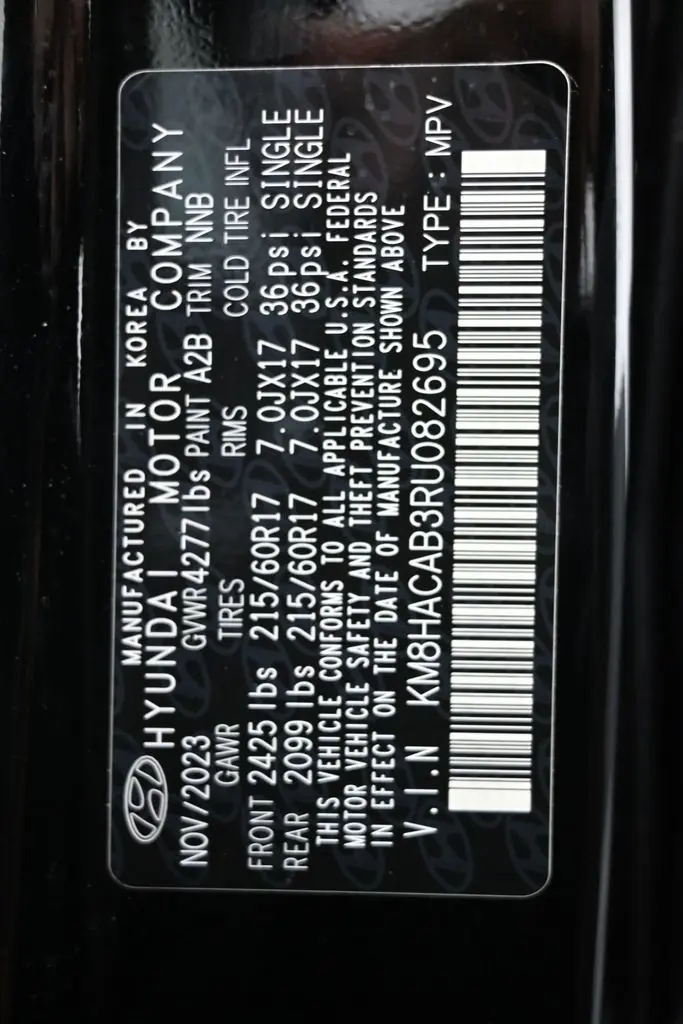 MANUFACTURED IN KOREA BY
HYUNDAI MOTOR COMPANY
NOV/2023 GVWR 4277lbs PAINT A2B TRIM NNB
GAWR TIRES RIMS COLD TIRE INFL
FRONT 2425 lbs 215/60R17 7.0JX17 36psi SINGLE
REAR 2099 lbs 215/60R17 7.0JX17 36psi SINGLE
THIS VEHICLE CONFORMS TO ALL APPLICABLE U.S.A. FEDERAL
MOTOR VEHICLE SAFETY AND THEFT PREVENTION STANDARDS
IN EFFECT ON THE DATE OF MANUFACTURE SHOWN ABOVE
V.I.N KM8HACAB3RU082695 TYPE : MPV